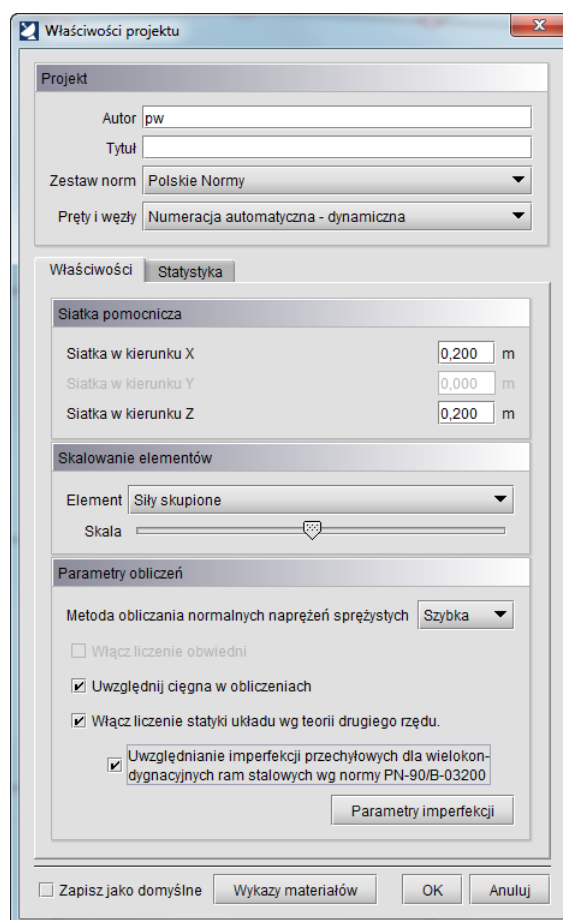 Właściwości projektu
Projekt
Autor pw
Tytuł
Zestaw norm Polskie Normy
Pręty i węzły Numeracja automatyczna - dynamiczna
Właściwości Statystyka
Siatka pomocnicza
Siatka w kierunku X 0,200 m
Siatka w kierunku Y 0,000 m
Siatka w kierunku Z 0,200 m
Skalowanie elementów
Element Siły skupione
Skala
Parametry obliczeń
Metoda obliczania normalnych naprężeń sprężystych Szybka
Włącz liczenie obwiedni
Uwzględnij cięgna w obliczeniach
Włącz liczenie statyki układu wg teorii drugiego rzędu.
Uwzględnianie imperfekcji przechyłowych dla wielokon-
dygnacyjnych ram stalowych wg normy PN-90/B-03200
Parametry imperfekcji
Zapisz jako domyślne Wykazy materiałów OK Anuluj